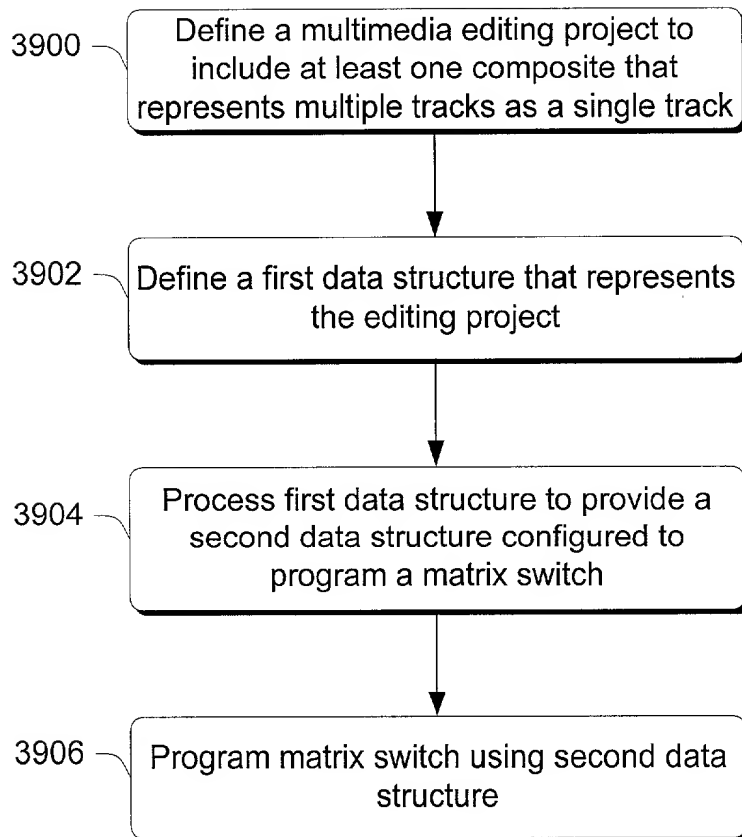 3900
Define a multimedia editing project to
include at least one composite that
represents multiple tracks as a single track
3902
Define a first data structure that represents
the editing project
3904
Process first data structure to provide a
second data structure configured to
program a matrix switch
3906
Program matrix switch using second data
structure